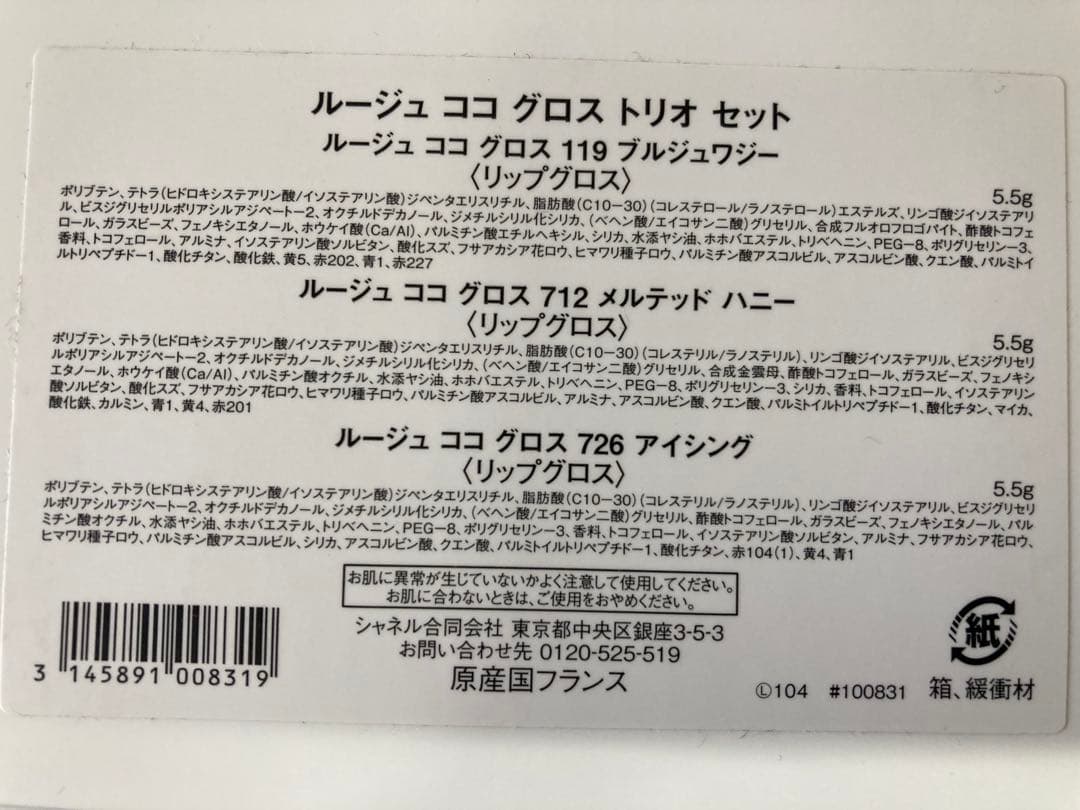 ルージュ ココ グロス トリオ セット
ルージュ ココ グロス 119 ブルジュワジー
〈リップグロス〉
5.5g
ポリブテン、テトラ(ヒドロキシステアリン酸/イソステアリン酸)ジペンタエリスリチル、脂肪酸(C10-30)(コレステロール/ラノステロール)エステルズ、リンゴ酸ジイソステアリ
ル、ビスジグリセリルポリアシルアジペート-2、オクチルドデカノール、ジメチルシリル化シリカ、(ベヘン酸/エイコサン二酸)グリセリル、合成フルオロフロゴパイト、酢酸トコフェ
ロール、ガラスビーズ、フェノキシエタノール、ホウケイ酸(Ca/Al)、パルミチン酸エチルヘキシル、シリカ、水添ヤシ油、ホホバエステル、トリベヘニン、PEG-8、ポリグリセリン-3、
香料、トコフェロール、アルミナ、イソステアリン酸ソルビタン、酸化スズ、フサアカシア花ロウ、ヒマワリ種子ロウ、パルミチン酸アスコルビル、アスコルビン酸、クエン酸、パルミトイ
ルトリペプチド-1、酸化チタン、酸化鉄、黄5、赤202、青1、赤227
ルージュ ココ グロス 712 メルテッド ハニー
〈リップグロス〉
5.5g
ポリブテン、テトラ(ヒドロキシステアリン酸/イソステアリン酸)ジペンタエリスリチル、脂肪酸(C10-30)(コレステリル/ラノステリル)、リンゴ酸ジイソステアリル、ビスジグリセリ
ルポリアシルアジペート-2、オクチルドデカノール、ジメチルシリル化シリカ、(ベヘン酸/エイコサン二酸)グリセリル、合成金雲母、酢酸トコフェロール、ガラスビーズ、フェノキシ
エタノール、ホウケイ酸(Ca/Al)、パルミチン酸オクチル、水添ヤシ油、ホホバエステル、トリベヘニン、PEG-8、ポリグリセリン-3、シリカ、香料、トコフェロール、イソステアリン
酸ソルビタン、酸化スズ、フサアカシア花ロウ、ヒマワリ種子ロウ、パルミチン酸アスコルビル、アルミナ、アスコルビン酸、クエン酸、パルミトイルトリペプチド-1、酸化チタン、マイカ、
酸化鉄、カルミン、青1、黄4、赤201
ルージュ ココ グロス 726 アイシング
〈リップグロス〉
5.5g
ポリブテン、テトラ(ヒドロキシステアリン酸/イソステアリン酸)ジペンタエリスリチル、脂肪酸(C10-30)(コレステリル/ラノステリル)、リンゴ酸ジイソステアリル、ビスジグリセリ
ルポリアシルアジペート-2、オクチルドデカノール、ジメチルシリル化シリカ、(ベヘン酸/エイコサン二酸)グリセリル、酢酸トコフェロール、ガラスビーズ、フェノキシエタノール、パル
ミチン酸オクチル、水添ヤシ油、ホホバエステル、トリベヘニン、PEG-8、ポリグリセリン-3、香料、トコフェロール、イソステアリン酸ソルビタン、アルミナ、フサアカシア花ロウ、
ヒマワリ種子ロウ、パルミチン酸アスコルビル、シリカ、アスコルビン酸、クエン酸、パルミトイルトリペプチド-1、酸化チタン、赤104(1)、黄4、青1
お肌に異常が生じていないかよく注意して使用してください。
お肌に合わないときは、ご使用をおやめください。
シャネル合同会社 東京都中央区銀座3-5-3
お問い合わせ先 0120-525-519
原産国フランス
3 145891 008319
Ⓛ104 #100831
紙
箱、緩衝材